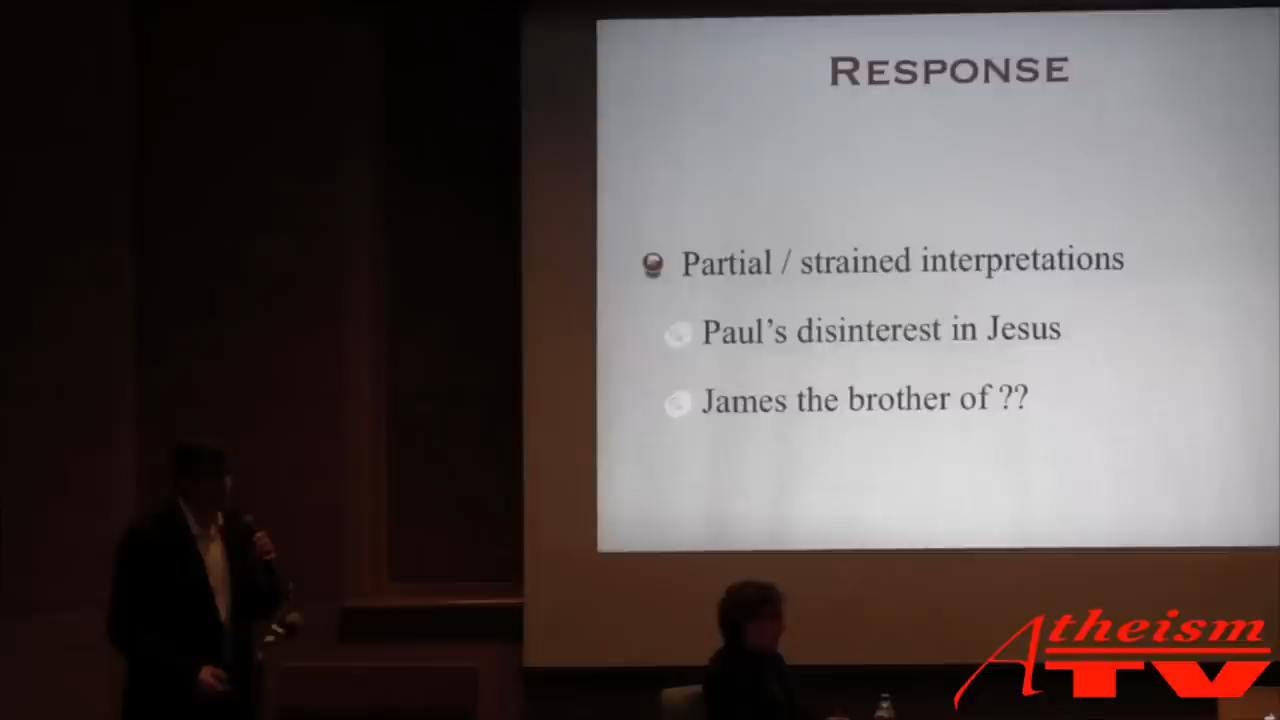 RESPONSE
Partial / strained interpretations
Paul's disinterest in Jesus
James the brother of ??
Atheism
TV